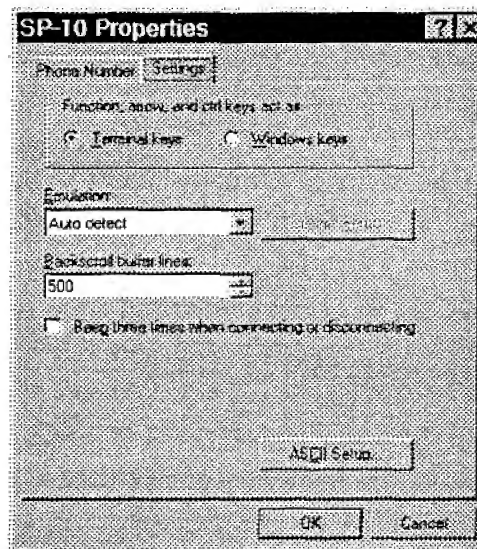 SP-10 Properties
Phone Number Settings
Function, arrow, and ctrl keys act as
Terminal keys Windows keys
Emulation:
Auto detect
Backscroll buffer lines:
500
Beep three times when connecting or disconnecting
ASCII Setup...
OK Cancel